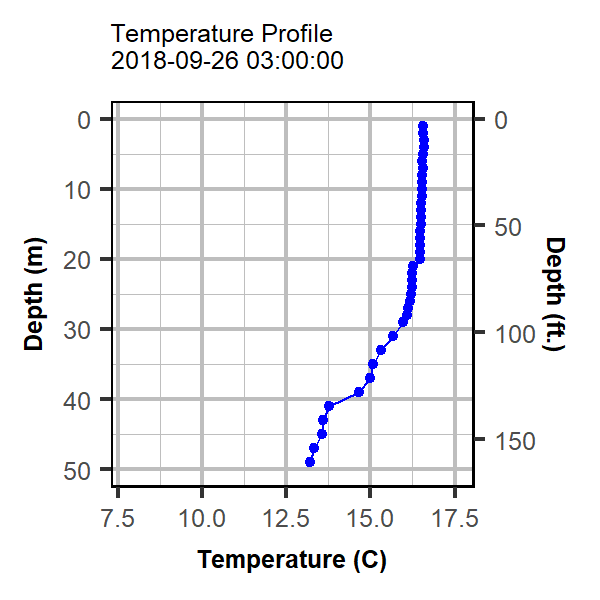 Temperature Profile
2018-09-26 03:00:00
0
10
20
30
40
50
Depth (m)
0
50
100
150
Depth (ft.)
7.5 10.0 12.5 15.0 17.5
Temperature (C)